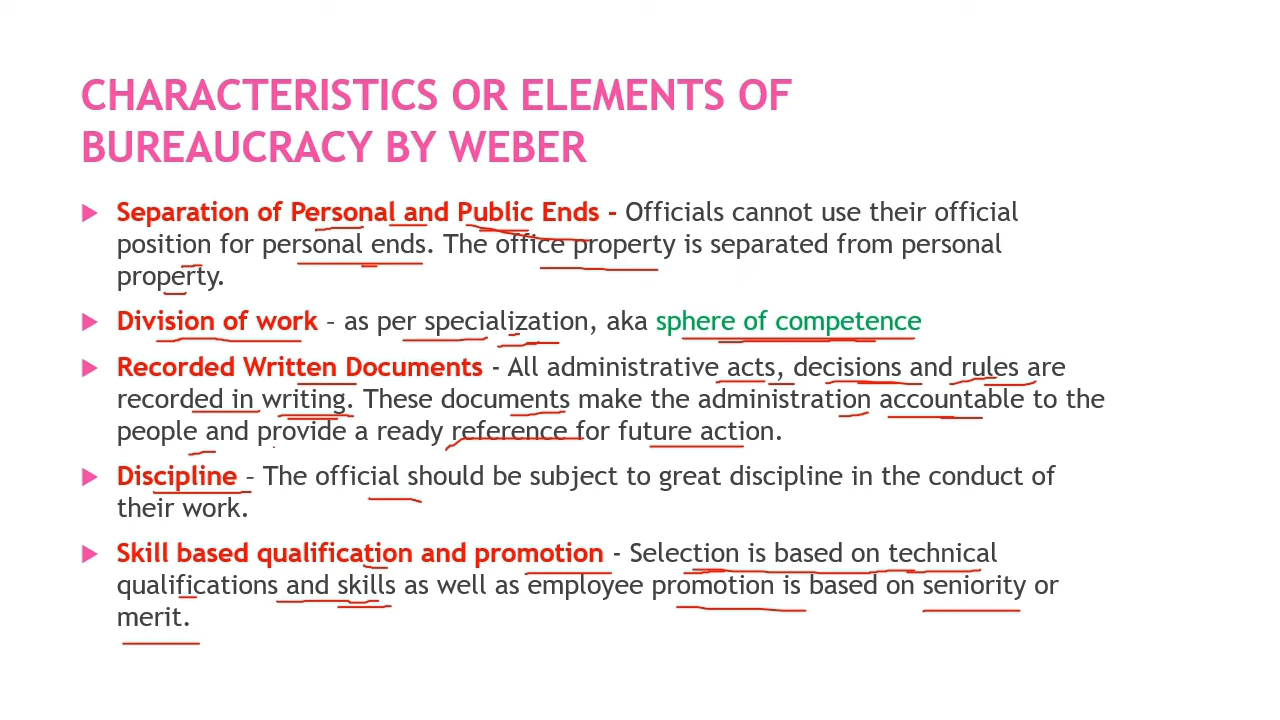 CHARACTERISTICS OR ELEMENTS OF
BUREAUCRACY BY WEBER
Separation of Personal and Public Ends - Officials cannot use their official
position for personal ends. The office property is separated from personal
property.
Division of work – as per specialization, aka sphere of competence
Recorded Written Documents - All administrative acts, decisions and rules are
recorded in writing. These documents make the administration accountable to the
people and provide a ready reference for future action.
Discipline – The official should be subject to great discipline in the conduct of
their work.
Skill based qualification and promotion - Selection is based on technical
qualifications and skills as well as employee promotion is based on seniority or
merit.